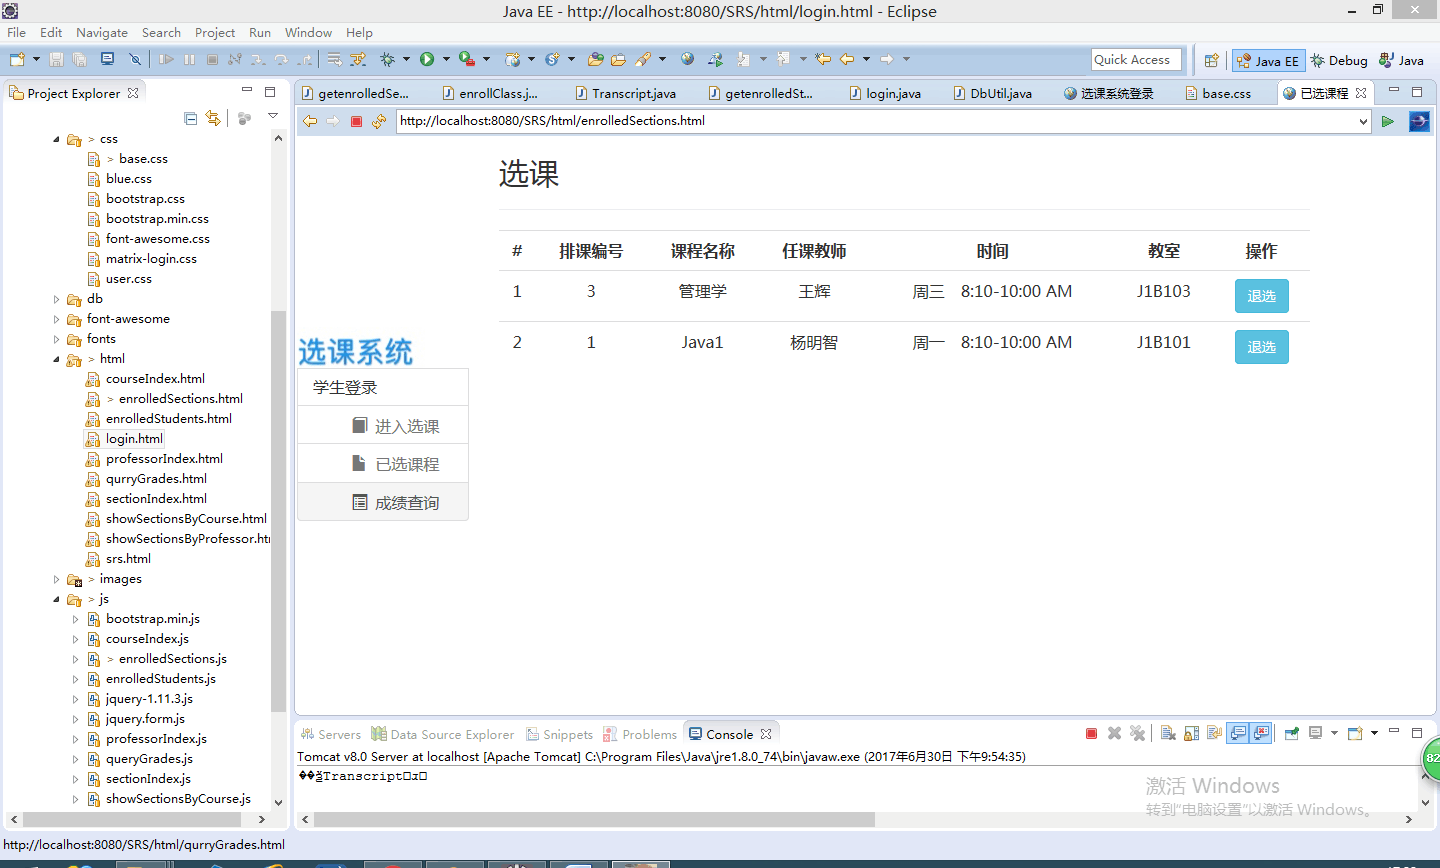 Java EE - http://localhost:8080/SRS/html/login.html - Eclipse
File Edit Navigate Search Project Run Window Help
Quick Access Java EE Debug Java
Project Explorer
css
> base.css
blue.css
bootstrap.css
bootstrap.min.css
font-awesome.css
matrix-login.css
user.css
db
font-awesome
fonts
> html
courseIndex.html
> enrolledSections.html
enrolledStudents.html
login.html
professorIndex.html
qurryGrades.html
sectionIndex.html
showSectionsByCourse.html
showSectionsByProfessor.htm
srs.html
> images
> js
bootstrap.min.js
courseIndex.js
> enrolledSections.js
enrolledStudents.js
jquery-1.11.3.js
jquery.form.js
professorIndex.js
queryGrades.js
sectionIndex.js
showSectionsByCourse.js
getenrolledSe... enrollClass.j... Transcript.java getenrolledSt... login.java DbUtil.java 选课系统登录 base.css 已选课程
http://localhost:8080/SRS/html/enrolledSections.html
选课
# 排课编号 课程名称 任课教师 时间 教室 操作
1 3 管理学 王辉 周三 8:10-10:00 AM J1B103 退选
2 1 Java1 杨明智 周一 8:10-10:00 AM J1B101 退选
选课系统
学生登录
进入选课
已选课程
成绩查询
Servers Data Source Explorer Snippets Problems Console
Tomcat v8.0 Server at localhost [Apache Tomcat] C:\Program Files\Java\jre1.8.0_74\bin\javaw.exe (2017年6月30日 下午9:54:35)
Transcript
82
激活 Windows
转到"电脑设置"以激活 Windows。
http://localhost:8080/SRS/html/qurryGrades.html